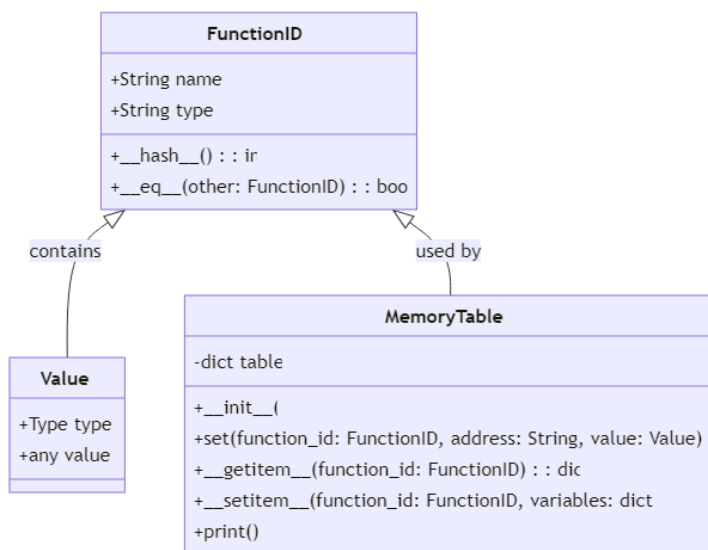 FunctionID
+String name
+String type
+__hash__() : : in
+__eq__(other: FunctionID) : : boo
contains
used by
MemoryTable
-dict table
+__init__(
+set(function_id: FunctionID, address: String, value: Value)
+__getitem__(function_id: FunctionID) : : dic
+__setitem__(function_id: FunctionID, variables: dict
+print()
Value
+Type type
+any value